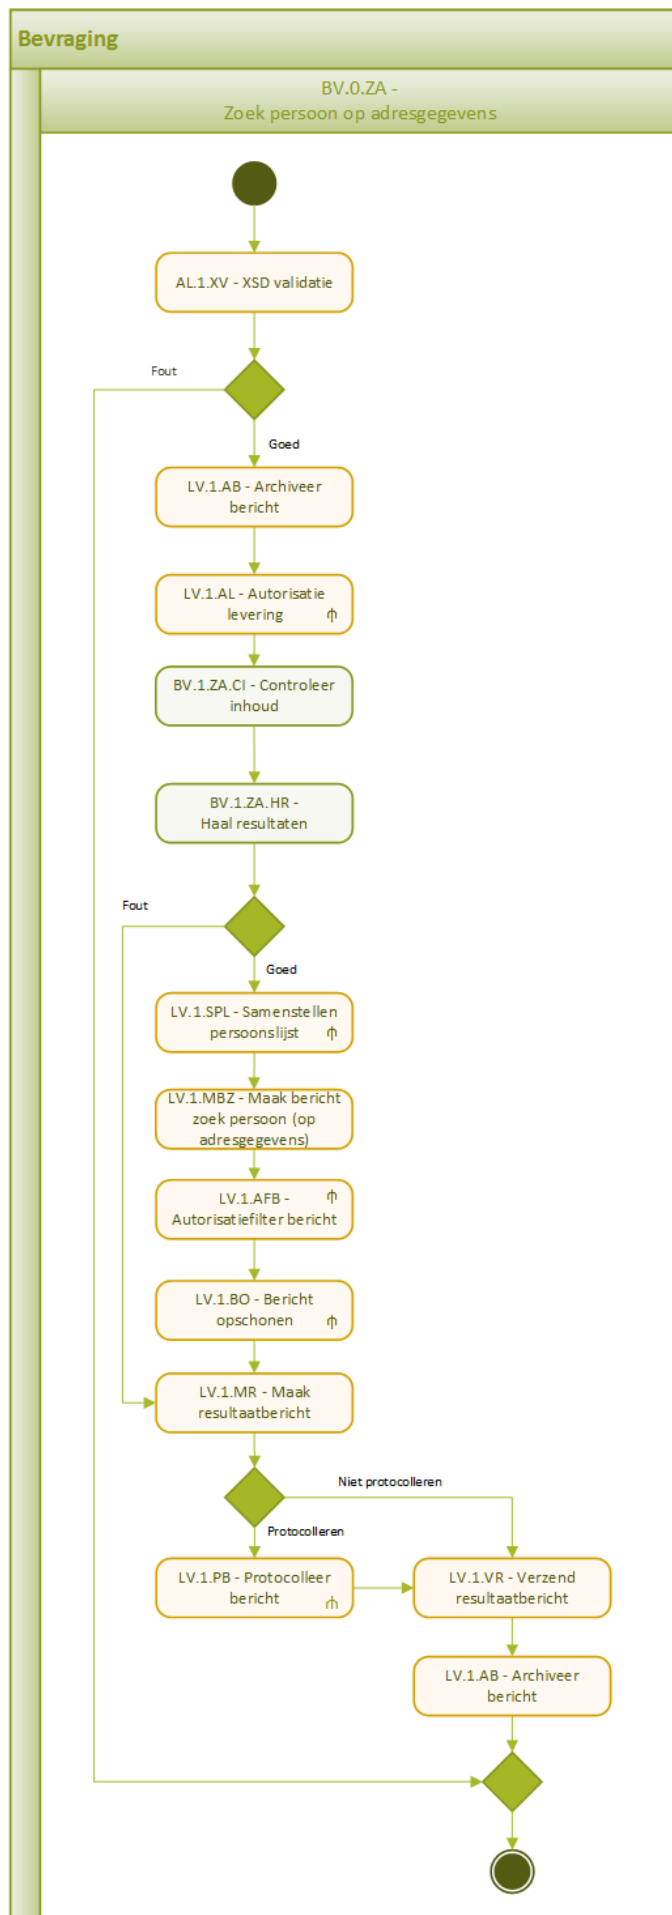 Bevraging
BV.0.ZA -
Zoek persoon op adresgegevens
AL.1.XV - XSD validatie
Fout
Goed
LV.1.AB - Archiveer
bericht
LV.1.AL - Autorisatie
levering
BV.1.ZA.CI - Controleer
inhoud
BV.1.ZA.HR -
Haal resultaten
Fout
Goed
LV.1.SPL - Samenstellen
persoonslijst
LV.1.MBZ - Maak bericht
zoek persoon (op
adresgegevens)
LV.1.AFB -
Autorisatiefilter bericht
LV.1.BO - Bericht
opschonen
LV.1.MR - Maak
resultaatbericht
Niet protocolleren
Protocolleren
LV.1.PB - Protocolleer
bericht
LV.1.VR - Verzend
resultaatbericht
LV.1.AB - Archiveer
bericht